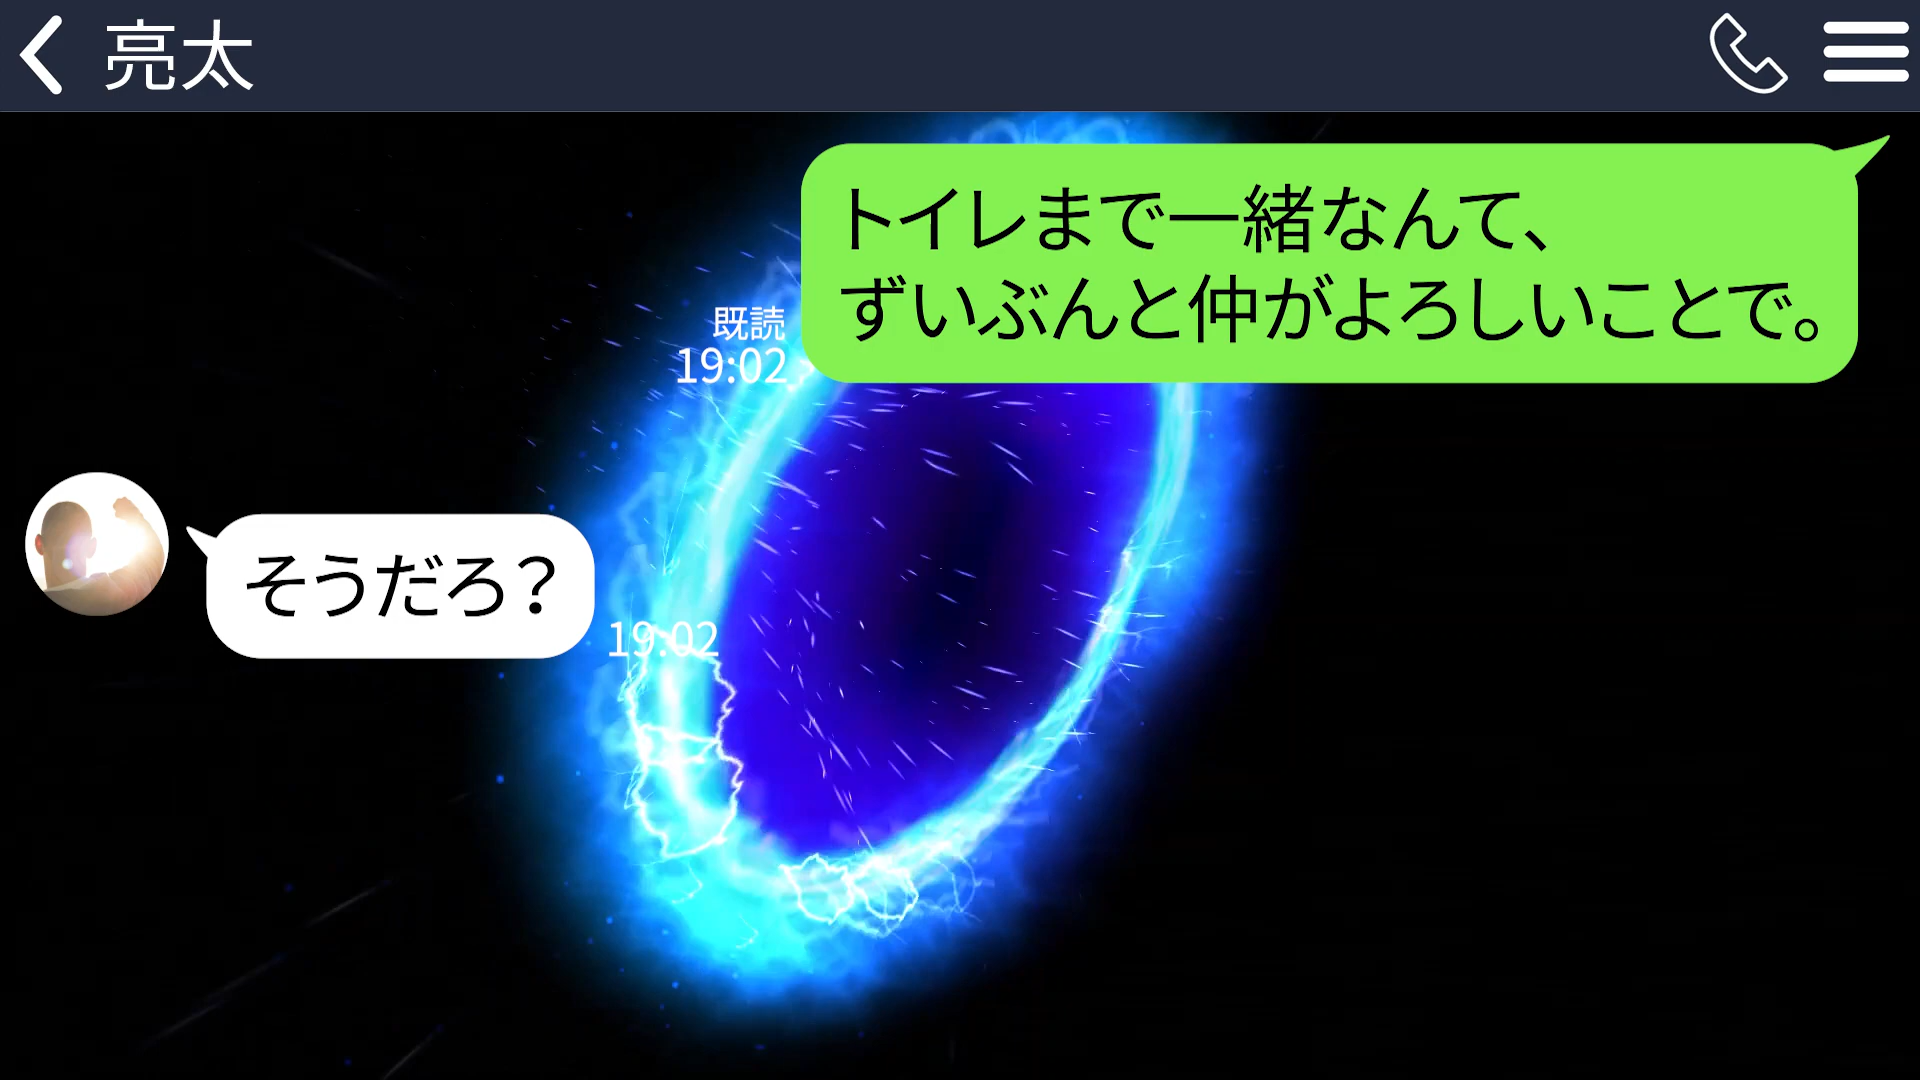 亮太
トイレまで一緒なんて、
ずいぶんと仲がよろしいことで。
既読
19:02
そうだろ？
19:02